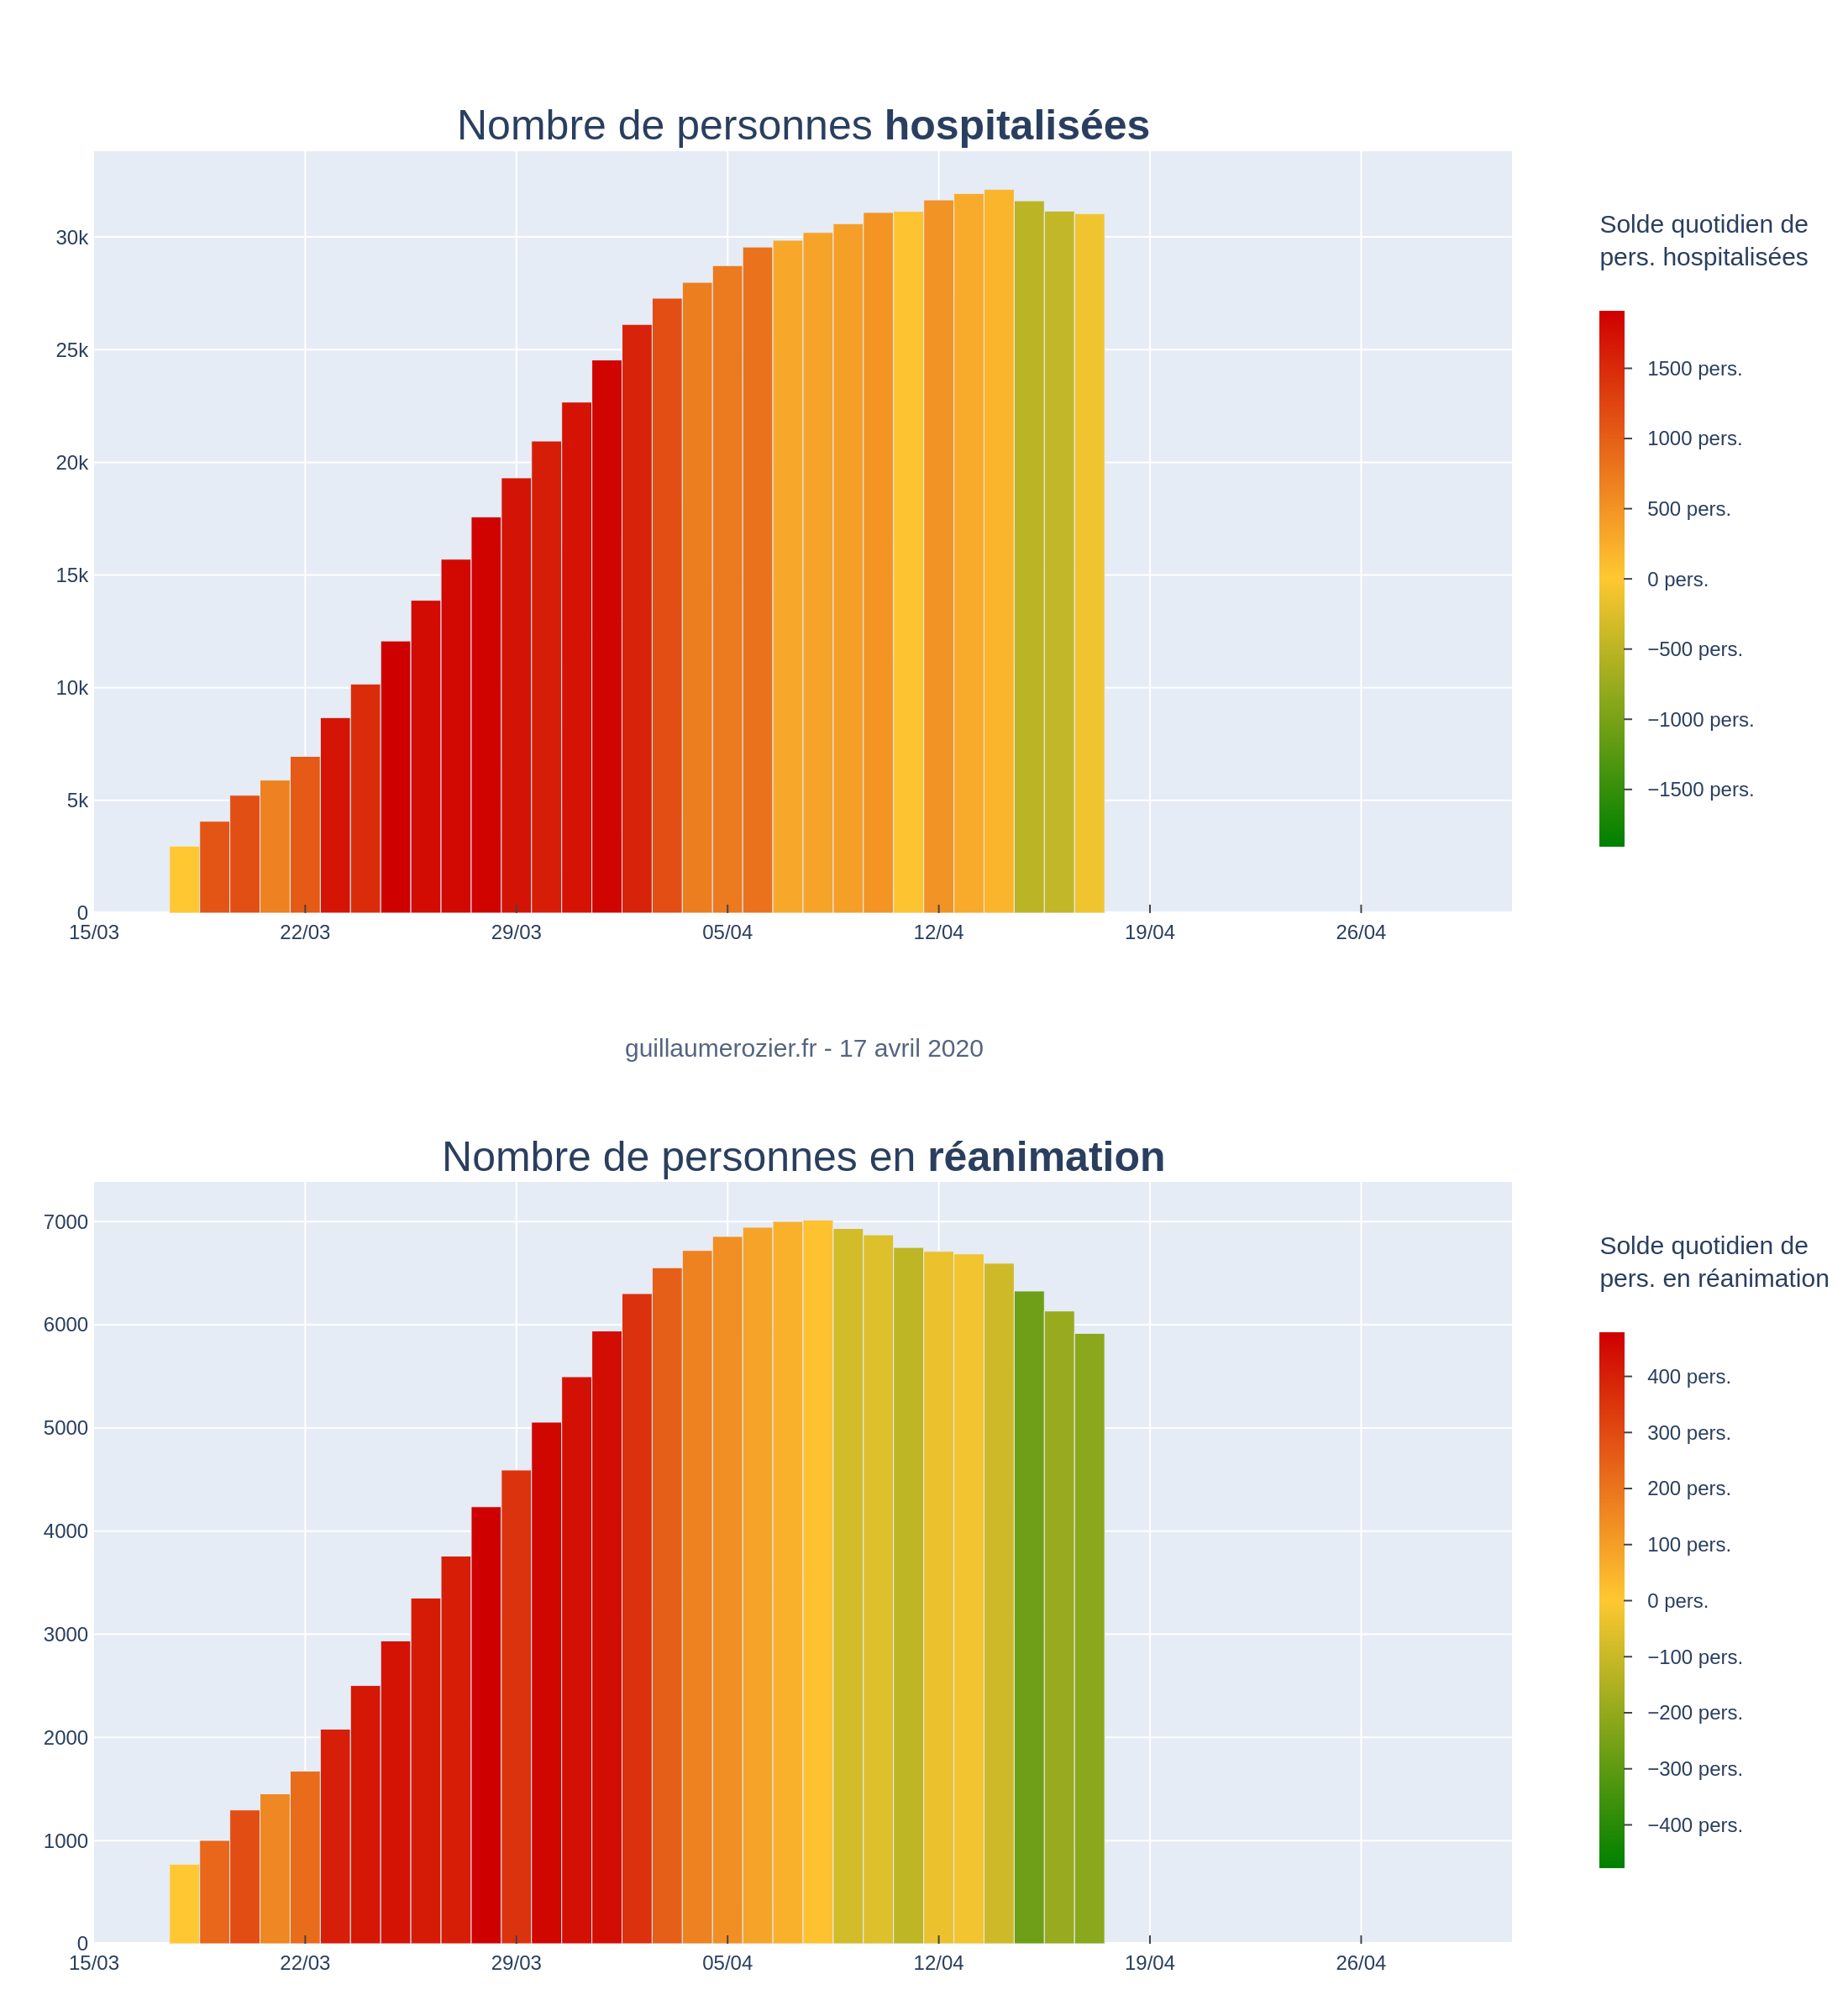 Nombre de personnes hospitalisées
30k
25k
20k
15k
10k
5k
0
15/03 22/03 29/03 05/04 12/04 19/04 26/04
Solde quotidien de
pers. hospitalisées
1500 pers.
1000 pers.
500 pers.
0 pers.
−500 pers.
−1000 pers.
−1500 pers.
guillaumerozier.fr - 17 avril 2020
Nombre de personnes en réanimation
7000
6000
5000
4000
3000
2000
1000
0
15/03 22/03 29/03 05/04 12/04 19/04 26/04
Solde quotidien de
pers. en réanimation
400 pers.
300 pers.
200 pers.
100 pers.
0 pers.
−100 pers.
−200 pers.
−300 pers.
−400 pers.